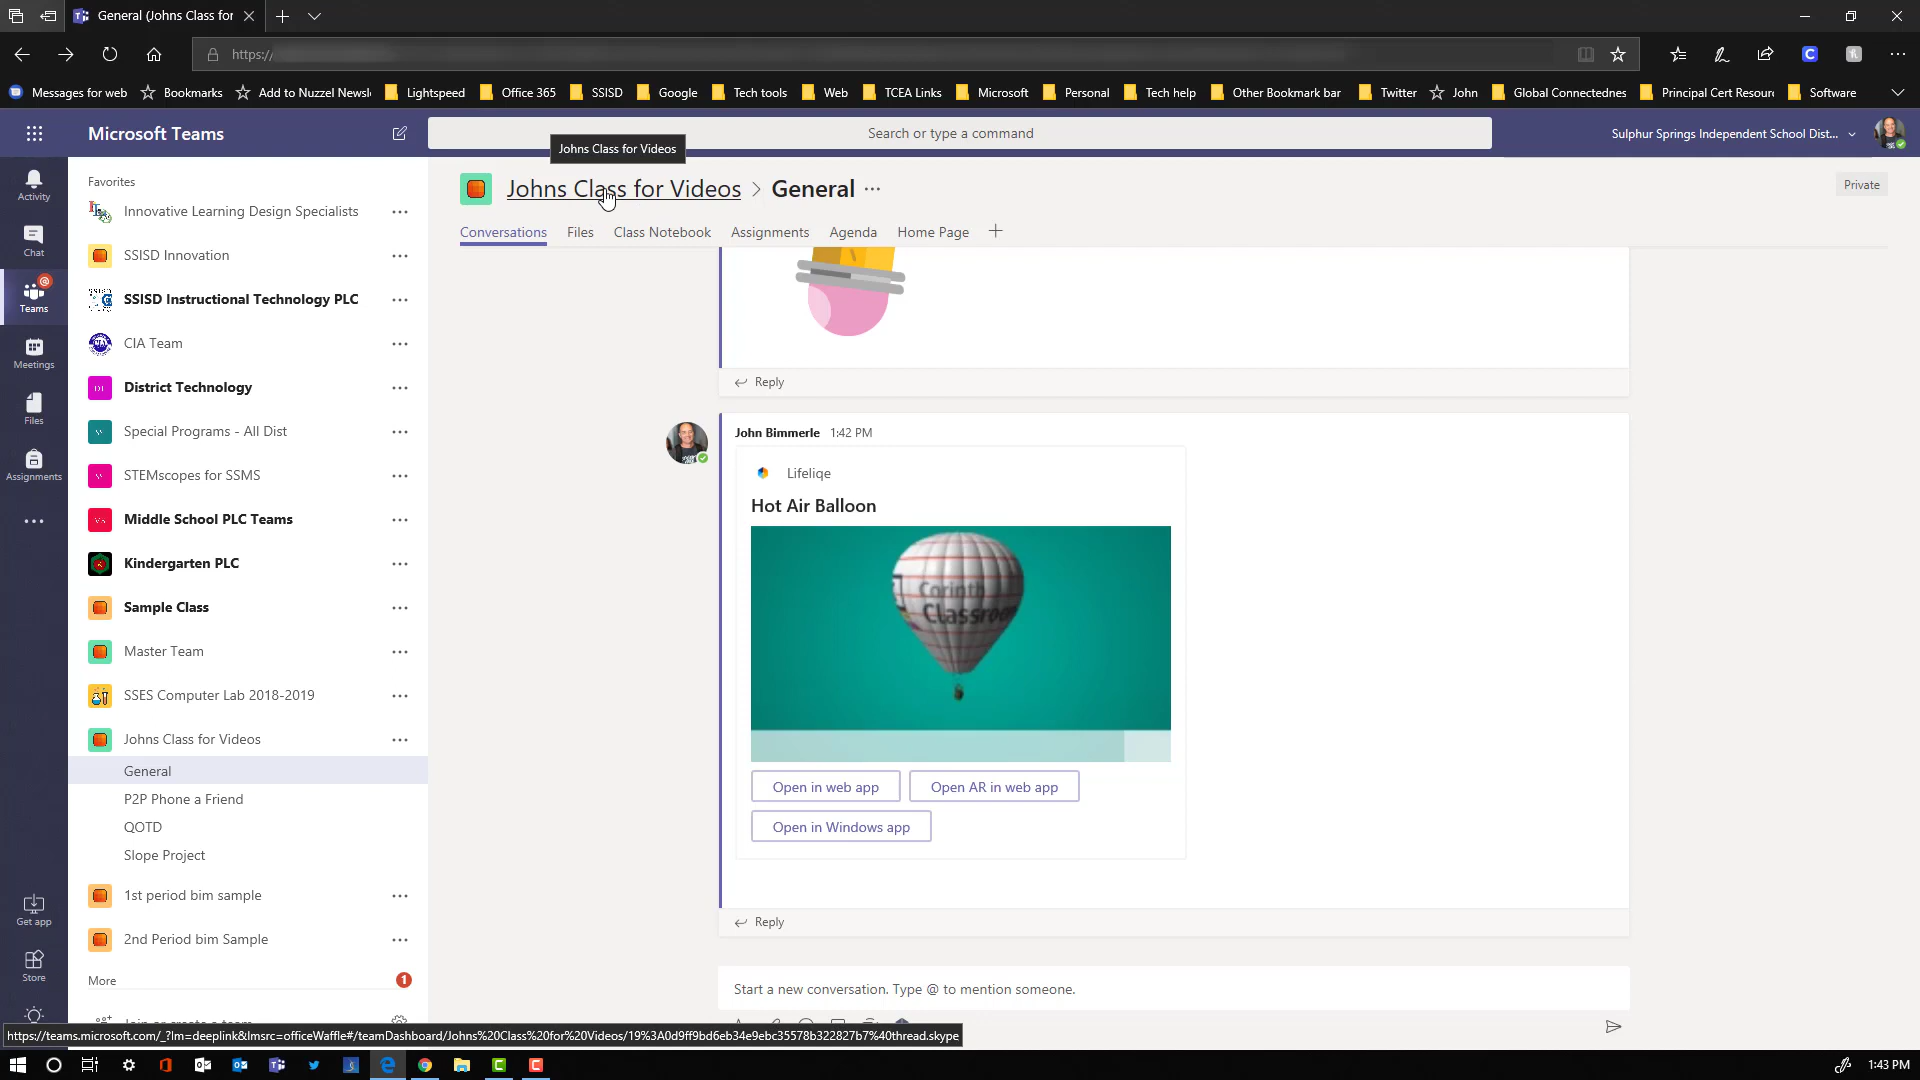 General (Johns Class for
https://
Messages for web
Bookmarks
Add to Nuzzel Newsle
Lightspeed
Office 365
SSISD
Google
Tech tools
Web
TCEA Links
Microsoft
Personal
Tech help
Other Bookmark bar
Twitter
John
Global Connectednes
Principal Cert Resourc
Software
Microsoft Teams
Search or type a command
Sulphur Springs Independent School Dist...
Johns Class for Videos
Johns Class for Videos > General ...
Private
Conversations
Files
Class Notebook
Assignments
Agenda
Home Page
Activity
Chat
Teams
Meetings
Files
Assignments
Get app
Store
Favorites
Innovative Learning Design Specialists
SSISD Innovation
SSISD Instructional Technology PLC
CIA Team
District Technology
Special Programs - All Dist
STEMscopes for SSMS
Middle School PLC Teams
Kindergarten PLC
Sample Class
Master Team
SSES Computer Lab 2018-2019
Johns Class for Videos
General
P2P Phone a Friend
QOTD
Slope Project
1st period bim sample
2nd Period bim Sample
More
1
Reply
John Bimmerle 1:42 PM
Lifeliqe
Hot Air Balloon
Corinth
Classroom
Open in web app
Open AR in web app
Open in Windows app
Reply
Start a new conversation. Type @ to mention someone.
https://teams.microsoft.com/_?lm=deeplink&lmsrc=officeWaffle#/teamDashboard/Johns%20Class%20for%20Videos/19%3A0d9ff9bd6eb34e9ebc35578b322827b7%40thread.skype
1:43 PM